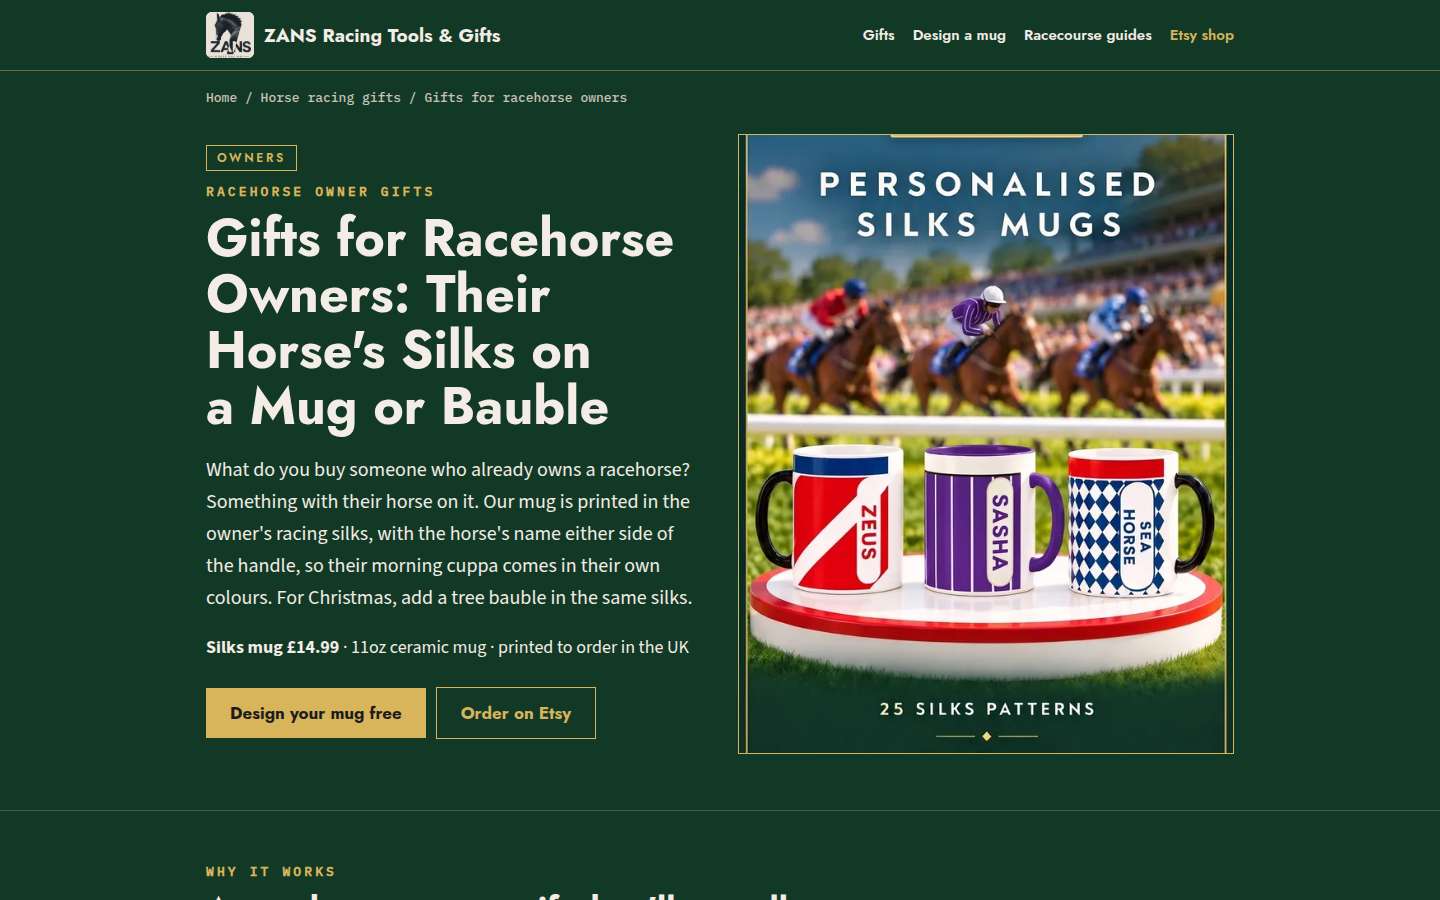 ZANS
ZANS Racing Tools & Gifts
Gifts
Design a mug
Racecourse guides
Etsy shop
Home / Horse racing gifts / Gifts for racehorse owners
OWNERS
RACEHORSE OWNER GIFTS
Gifts for Racehorse
Owners: Their
Horse's Silks on
a Mug or Bauble
What do you buy someone who already owns a racehorse?
Something with their horse on it. Our mug is printed in the
owner's racing silks, with the horse's name either side of
the handle, so their morning cuppa comes in their own
colours. For Christmas, add a tree bauble in the same silks.
Silks mug £14.99 · 11oz ceramic mug · printed to order in the UK
Design your mug free
Order on Etsy
PERSONALISED
SILKS MUGS
ZEUS
SASHA
SEA
HORSE
25 SILKS PATTERNS
WHY IT WORKS